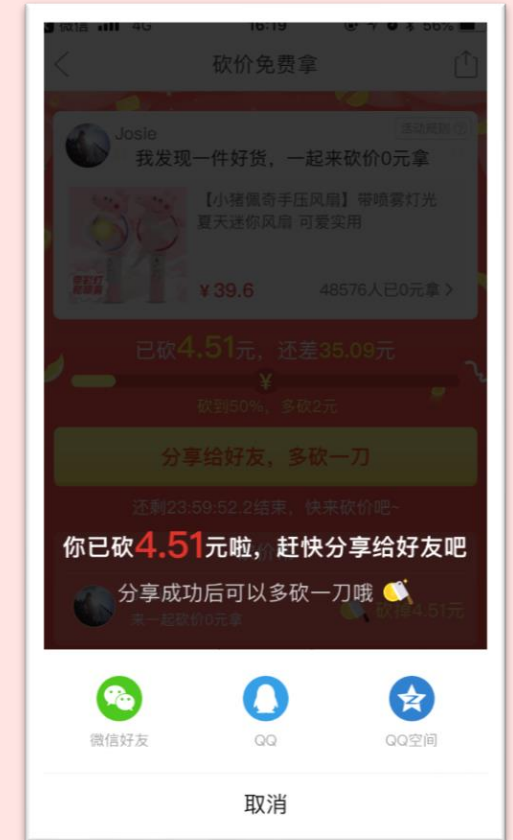 微信 4G 16:19 56%
砍价免费拿
Josie
我发现一件好货，一起来砍价0元拿
【小猪佩奇手压风扇】带喷雾灯光
夏天迷你风扇 可爱实用
¥39.6 48576人已0元拿
已砍4.51元，还差35.09元
¥
砍到50%，多砍2元
分享给好友，多砍一刀
还剩23:59:52.2结束，快来砍价吧~
你已砍4.51元啦，赶快分享给好友吧
分享成功后可以多砍一刀哦
来一起砍价0元拿
砍掉4.51元
微信好友 QQ QQ空间
取消